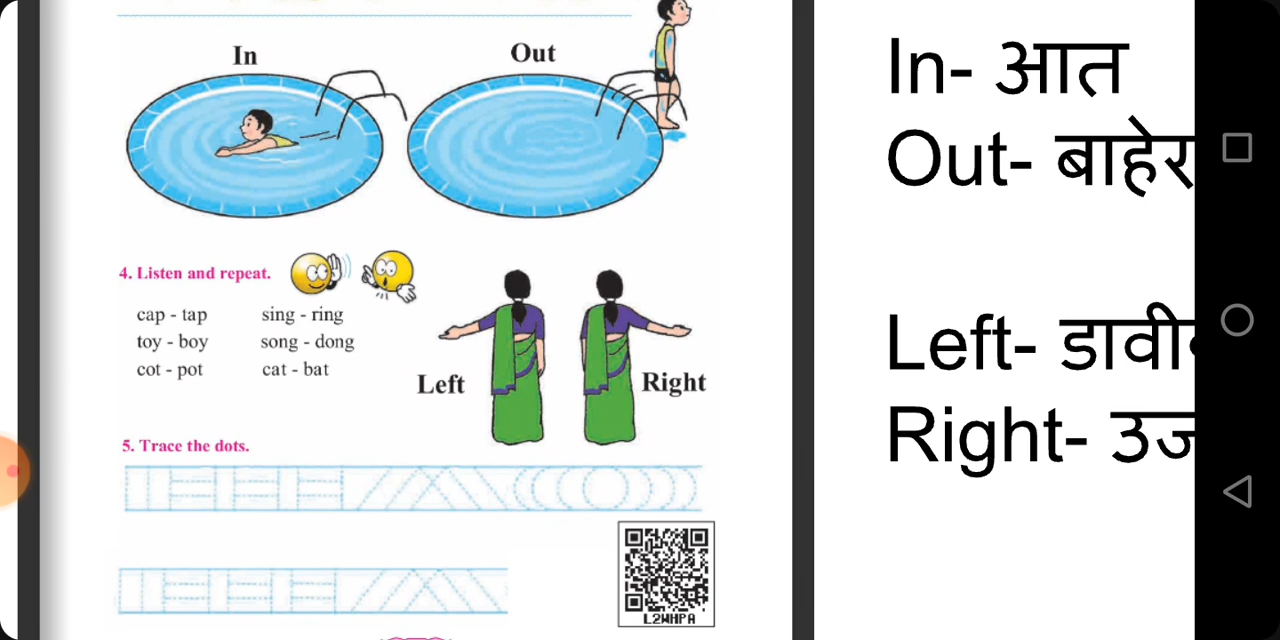 In
Out
4. Listen and repeat.
cap - tap
sing - ring
toy - boy
song - dong
cot - pot
cat - bat
Left
Right
5. Trace the dots.
L2WHPA
In- आत
Out- बाहेर
Left-
Right-